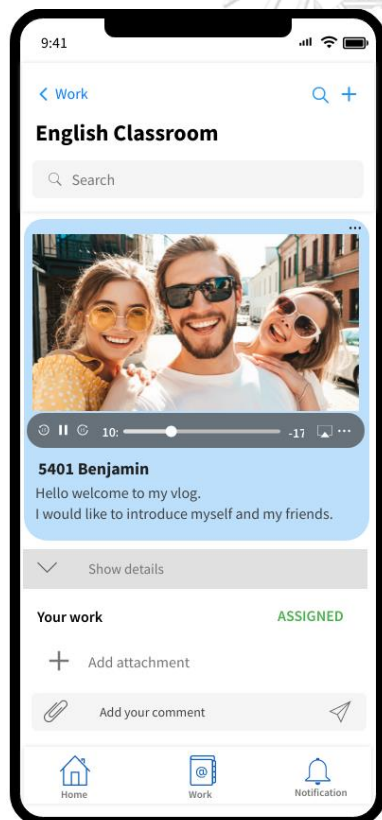 9:41
Work
English Classroom
Search
10:
-17
5401 Benjamin
Hello welcome to my vlog.
I would like to introduce myself and my friends.
Show details
Your work
ASSIGNED
Add attachment
Add your comment
Home
Work
Notification